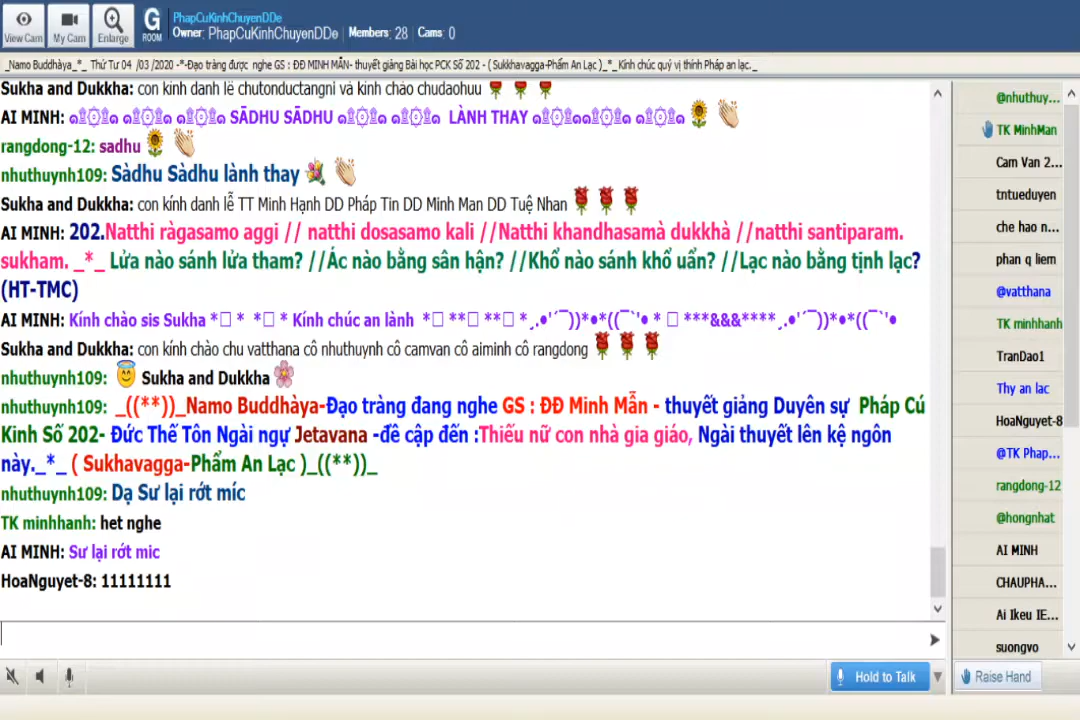 PhapCuKinhChuyenDDe
Owner: PhapCuKinhChuyenDDe Members: 28 Cams: 0
View Cam My Cam Enlarge G ROOM
_Namo Buddhàya_*_ Thứ Tư 04 /03 /2020 -*-Đạo tràng được nghe GS : ĐĐ MINH MẪN- thuyết giảng Bài học PCK Số 202 - ( Sukkhavagga-Phẩm An Lạc )_*_Kính chúc quý vị thính Pháp an lạc._
Sukha and Dukkha: con kinh danh lê chutonductangni và kinh chào chudaohuu
AI MINH: SĀDHU SĀDHU LÀNH THAY
rangdong-12: sadhu
nhuthuynh109: Sàdhu Sàdhu lành thay
Sukha and Dukkha: con kính danh lễ TT Minh Hạnh DD Pháp Tin DD Minh Man DD Tuệ Nhan
AI MINH: 202.Natthi ràgasamo aggi // natthi dosasamo kali //Natthi khandhasamà dukkhà //natthi santiparam.
sukham. _*_ Lửa nào sánh lửa tham? //Ác nào bằng sân hận? //Khổ nào sánh khổ uẩn? //Lạc nào bằng tịnh lạc?
(HT-TMC)
AI MINH: Kính chào sis Sukha *□ * *□ * Kính chúc an lành *□ **□ **□ *¸.•'´¯))*•*((¯`'• * □ ***&&&****¸.•'´¯))*•*((¯`'•
Sukha and Dukkha: con kính chào chu vatthana cô nhuthuynh cô camvan cô aiminh cô rangdong
nhuthuynh109: Sukha and Dukkha
nhuthuynh109: _((**))_Namo Buddhàya-Đạo tràng đang nghe GS : ĐĐ Minh Mẫn - thuyết giảng Duyên sự Pháp Cú
Kinh Số 202- Đức Thế Tôn Ngài ngự Jetavana -đề cập đến :Thiếu nữ con nhà gia giáo, Ngài thuyết lên kệ ngôn
này._*_ ( Sukhavagga-Phẩm An Lạc )_((**))_
nhuthuynh109: Dạ Sư lại rớt míc
TK minhhanh: het nghe
AI MINH: Sư lại rớt mic
HoaNguyet-8: 11111111
@nhuthuy...
TK MinhMan
Cam Van 2...
tntueduyen
che hao n...
phan q liem
@vatthana
TK minhhanh
TranDao1
Thy an lac
HoaNguyet-8
@TK Phap...
rangdong-12
@hongnhat
AI MINH
CHAUPHA...
Ai Ikeu IE...
suongvo
Hold to Talk
Raise Hand